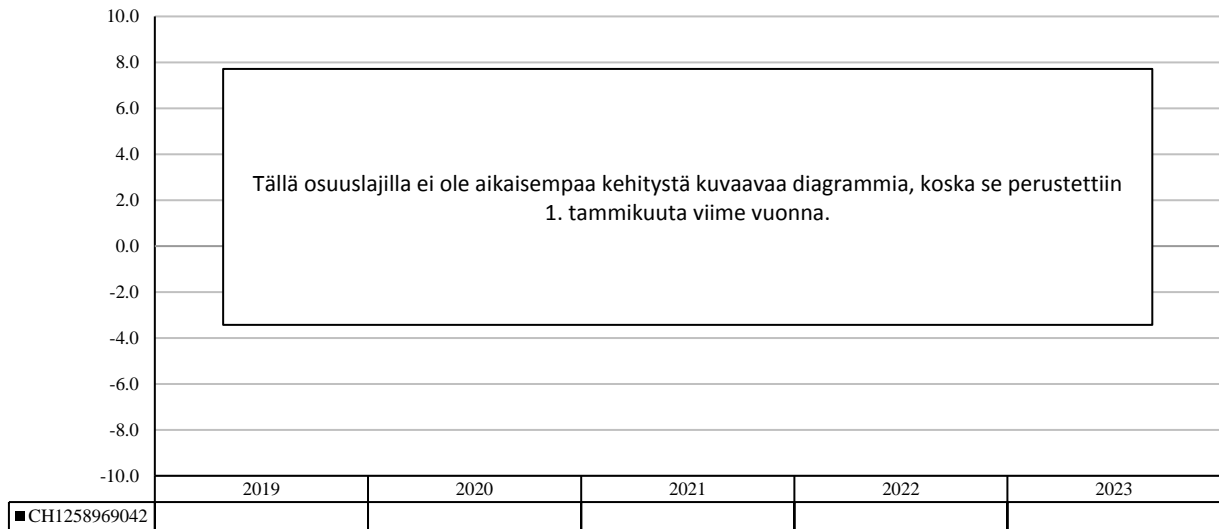 10.0
8.0
6.0
4.0
2.0
0.0
-2.0
-4.0
-6.0
-8.0
-10.0
Tällä osuuslajilla ei ole aikaisempaa kehitystä kuvaavaa diagrammia, koska se perustettiin
1. tammikuuta viime vuonna.
2019 2020 2021 2022 2023
CH1258969042